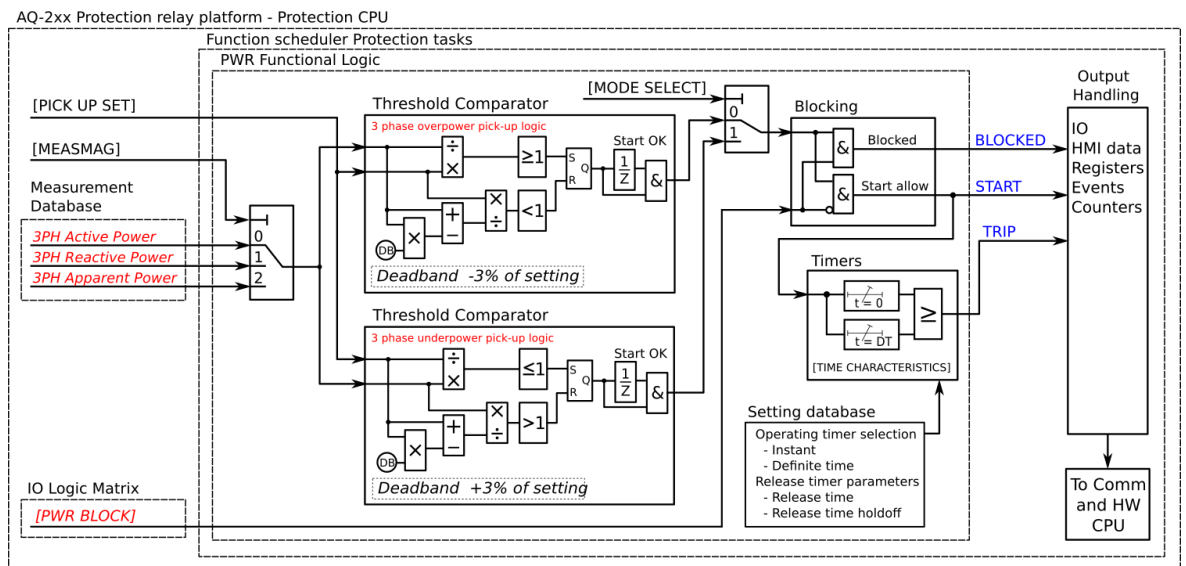 AQ-2xx Protection relay platform - Protection CPU
Function scheduler Protection tasks
PWR Functional Logic
[PICK UP SET]
[MEASMAG]
Measurement
Database
3PH Active Power
3PH Reactive Power
3PH Apparent Power
0
1
2
IO Logic Matrix
[PWR BLOCK]
Threshold Comparator
3 phase overpower pick-up logic
÷
×
≥1
S
R
Q
Start OK
1
Z
&
×
÷
<1
+
−
×
DB
Deadband -3% of setting
Threshold Comparator
3 phase underpower pick-up logic
÷
×
≤1
S
R
Q
Start OK
1
Z
&
×
÷
>1
+
−
×
DB
Deadband +3% of setting
[MODE SELECT]
0
1
Blocking
&
Blocked
&
Start allow
BLOCKED
START
TRIP
Timers
t = 0
t = DT
≥
[TIME CHARACTERISTICS]
Setting database
Operating timer selection
- Instant
- Definite time
Release timer parameters
- Release time
- Release time holdoff
Output
Handling
IO
HMI data
Registers
Events
Counters
To Comm
and HW
CPU